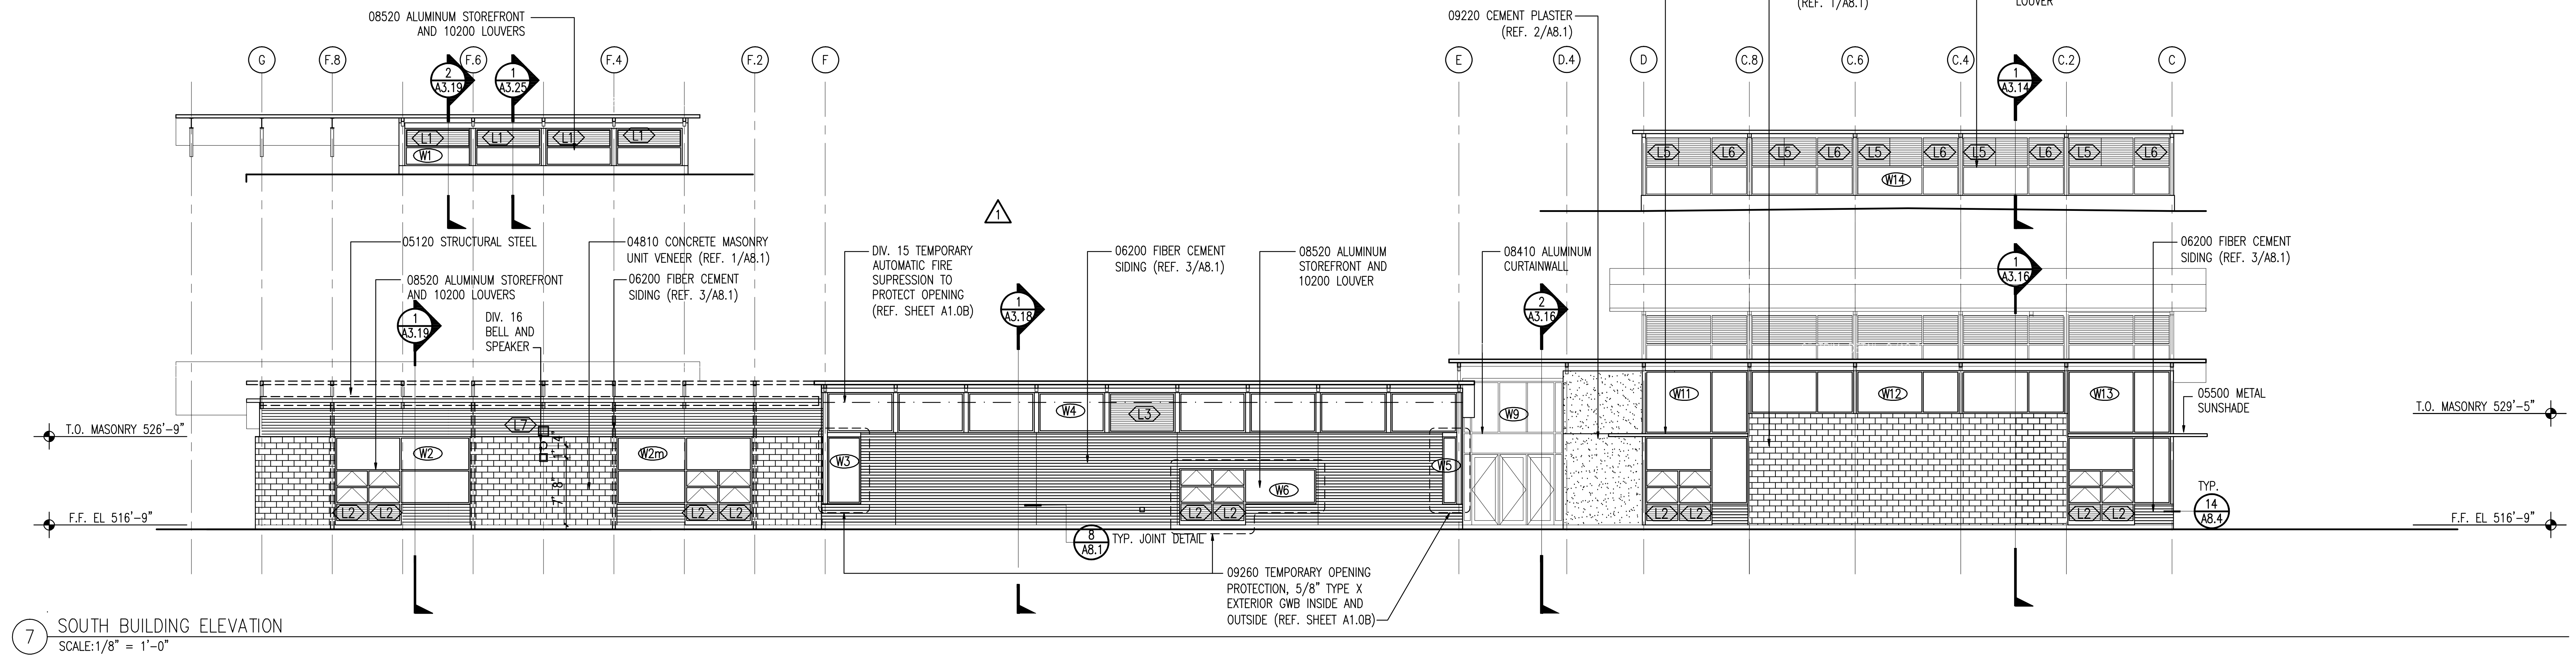 08520 ALUMINUM STOREFRONT
AND 10200 LOUVERS
09220 CEMENT PLASTER
(REF. 2/A8.1)
(REF. 1/A8.1)
LOUVER
G
F.8
F.6
F.4
F.2
F
E
D.4
D
C.8
C.6
C.4
C.2
C
2
A3.19
1
A3.25
1
A3.14
L1
L1
L1
L1
W1
L5
L6
L5
L6
L5
L6
L5
L6
L5
L6
W14
1
05120 STRUCTURAL STEEL
04810 CONCRETE MASONRY
UNIT VENEER (REF. 1/A8.1)
08520 ALUMINUM STOREFRONT
AND 10200 LOUVERS
06200 FIBER CEMENT
SIDING (REF. 3/A8.1)
DIV. 16
BELL AND
SPEAKER
DIV. 15 TEMPORARY
AUTOMATIC FIRE
SUPRESSION TO
PROTECT OPENING
(REF. SHEET A1.0B)
06200 FIBER CEMENT
SIDING (REF. 3/A8.1)
08520 ALUMINUM
STOREFRONT AND
10200 LOUVER
08410 ALUMINUM
CURTAINWALL
06200 FIBER CEMENT
SIDING (REF. 3/A8.1)
1
A3.19
1
A3.18
2
A3.16
1
A3.16
05500 METAL
SUNSHADE
T.O. MASONRY 526'-9"
T.O. MASONRY 529'-5"
L7
1'-4"
7'-8"
W2
W2m
W3
W4
L3
W5
W6
W9
W11
W12
W13
L2
L2
L2
L2
L2
L2
L2
L2
L2
L2
F.F. EL 516'-9"
F.F. EL 516'-9"
TYP.
14
A8.4
8
A8.1
TYP. JOINT DETAIL
09260 TEMPORARY OPENING
PROTECTION, 5/8" TYPE X
EXTERIOR GWB INSIDE AND
OUTSIDE (REF. SHEET A1.0B)
7
SOUTH BUILDING ELEVATION
SCALE:1/8" = 1'-0"